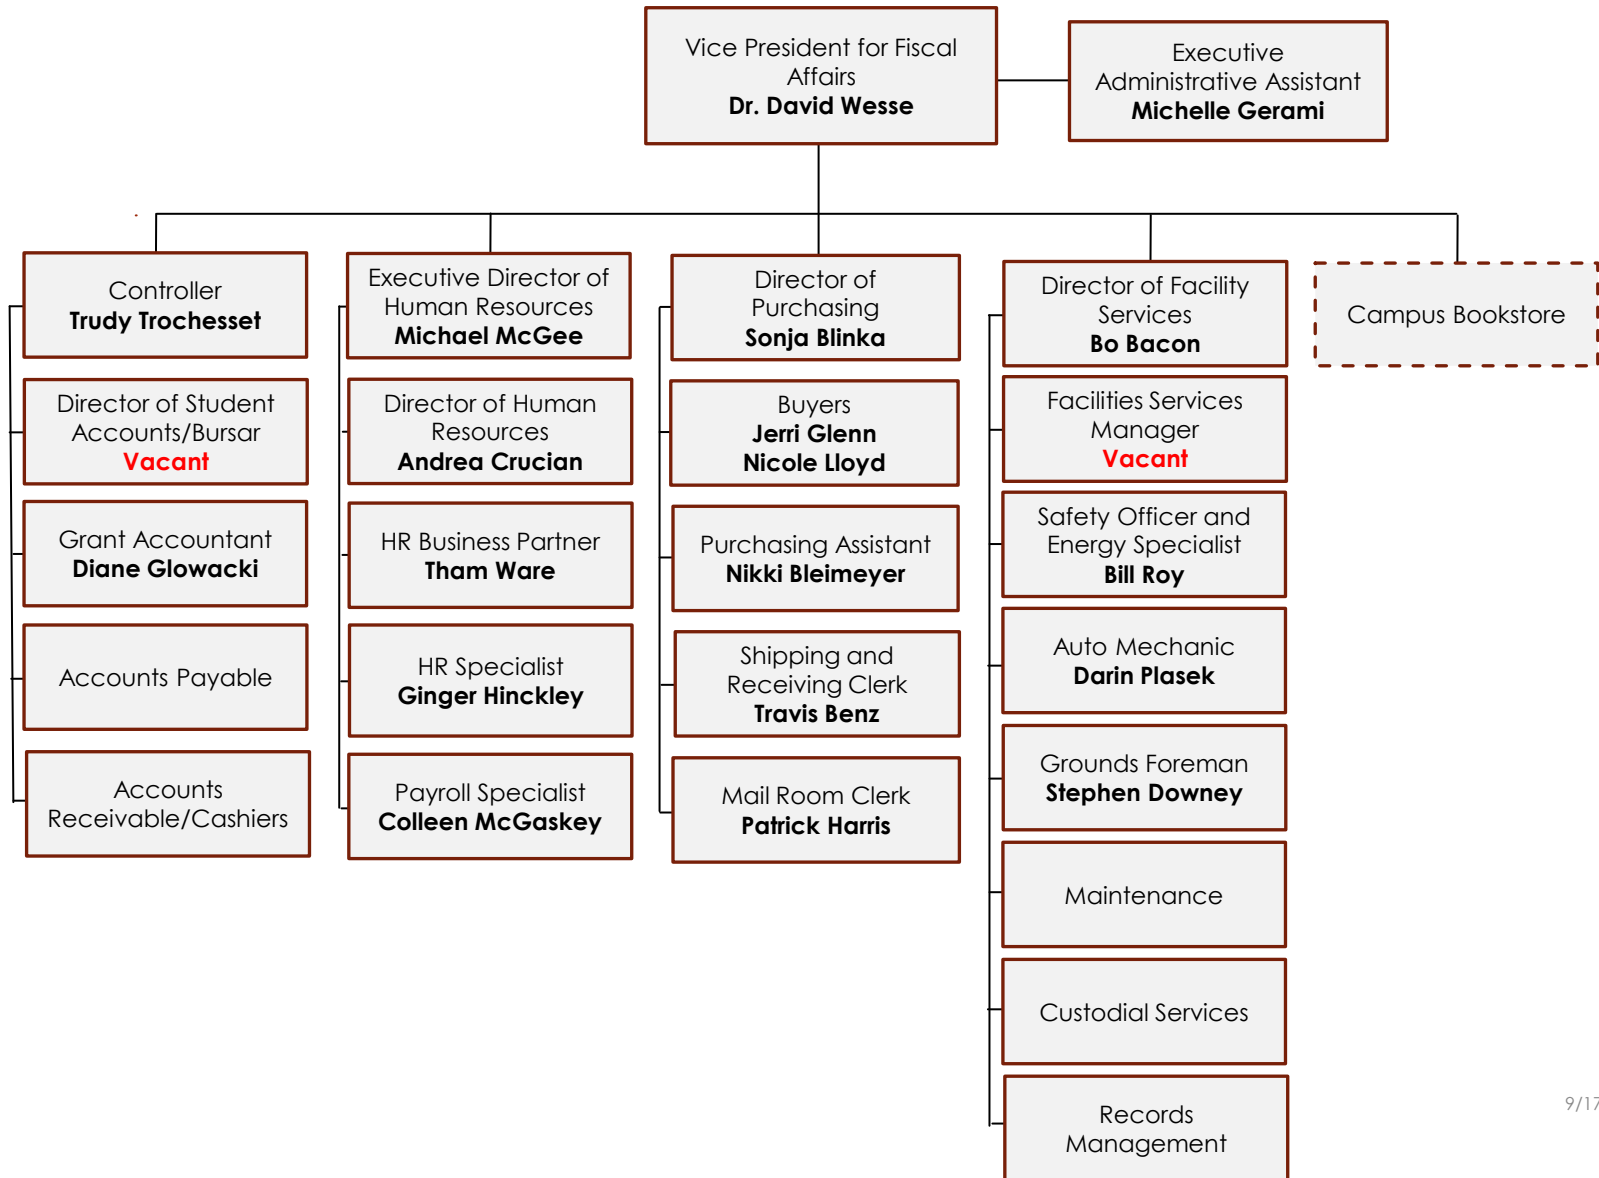 Vice President for Fiscal
Affairs
Dr. David Wesse
Executive
Administrative Assistant
Michelle Gerami
Controller
Trudy Trochesset
Director of Student
Accounts/Bursar
Vacant
Grant Accountant
Diane Glowacki
Accounts Payable
Accounts
Receivable/Cashiers
Executive Director of
Human Resources
Michael McGee
Director of Human
Resources
Andrea Crucian
HR Business Partner
Tham Ware
HR Specialist
Ginger Hinckley
Payroll Specialist
Colleen McGaskey
Director of
Purchasing
Sonja Blinka
Buyers
Jerri Glenn
Nicole Lloyd
Purchasing Assistant
Nikki Bleimeyer
Shipping and
Receiving Clerk
Travis Benz
Mail Room Clerk
Patrick Harris
Director of Facility
Services
Bo Bacon
Facilities Services
Manager
Vacant
Safety Officer and
Energy Specialist
Bill Roy
Auto Mechanic
Darin Plasek
Grounds Foreman
Stephen Downey
Maintenance
Custodial Services
Records
Management
Campus Bookstore
9/17